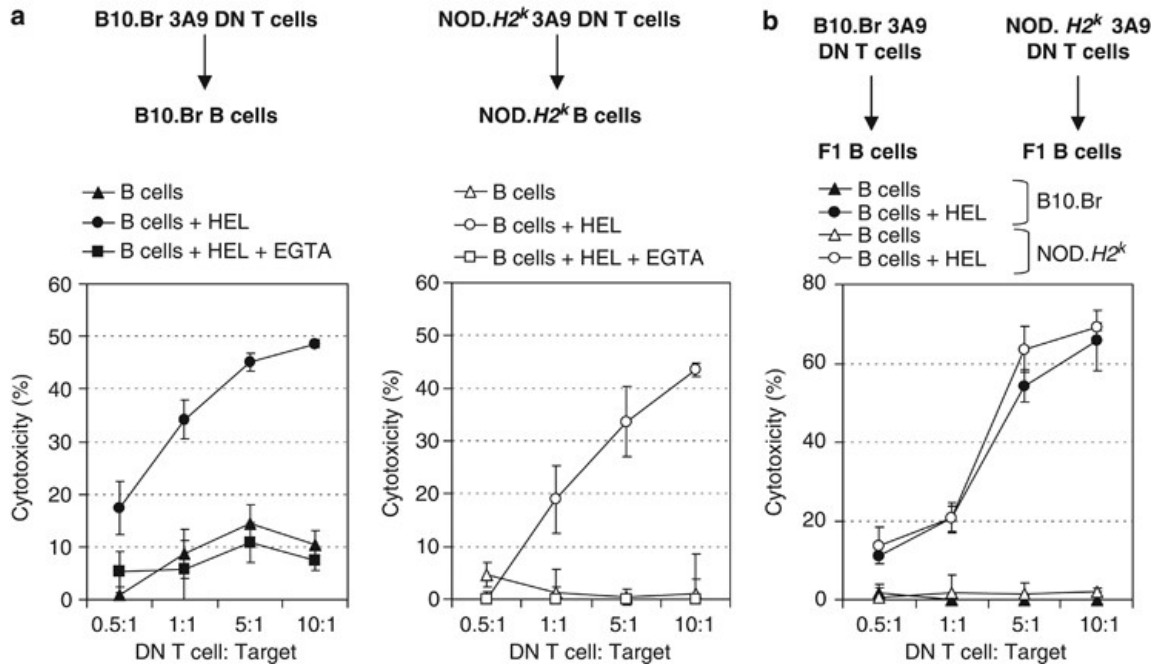 a
B10.Br 3A9 DN T cells
B10.Br B cells
B cells
B cells + HEL
B cells + HEL + EGTA
Cytotoxicity (%)
60
50
40
30
20
10
0
0.5:1 1:1 5:1 10:1
DN T cell: Target
NOD.H2ᵏ 3A9 DN T cells
NOD.H2ᵏ B cells
B cells
B cells + HEL
B cells + HEL + EGTA
Cytotoxicity (%)
60
50
40
30
20
10
0
0.5:1 1:1 5:1 10:1
DN T cell: Target
b
B10.Br 3A9
DN T cells
F1 B cells
NOD. H2ᵏ 3A9
DN T cells
F1 B cells
B cells
B cells + HEL
B10.Br
B cells
B cells + HEL
NOD.H2ᵏ
Cytotoxicity (%)
80
60
40
20
0
0.5:1 1:1 5:1 10:1
DN T cell: Target